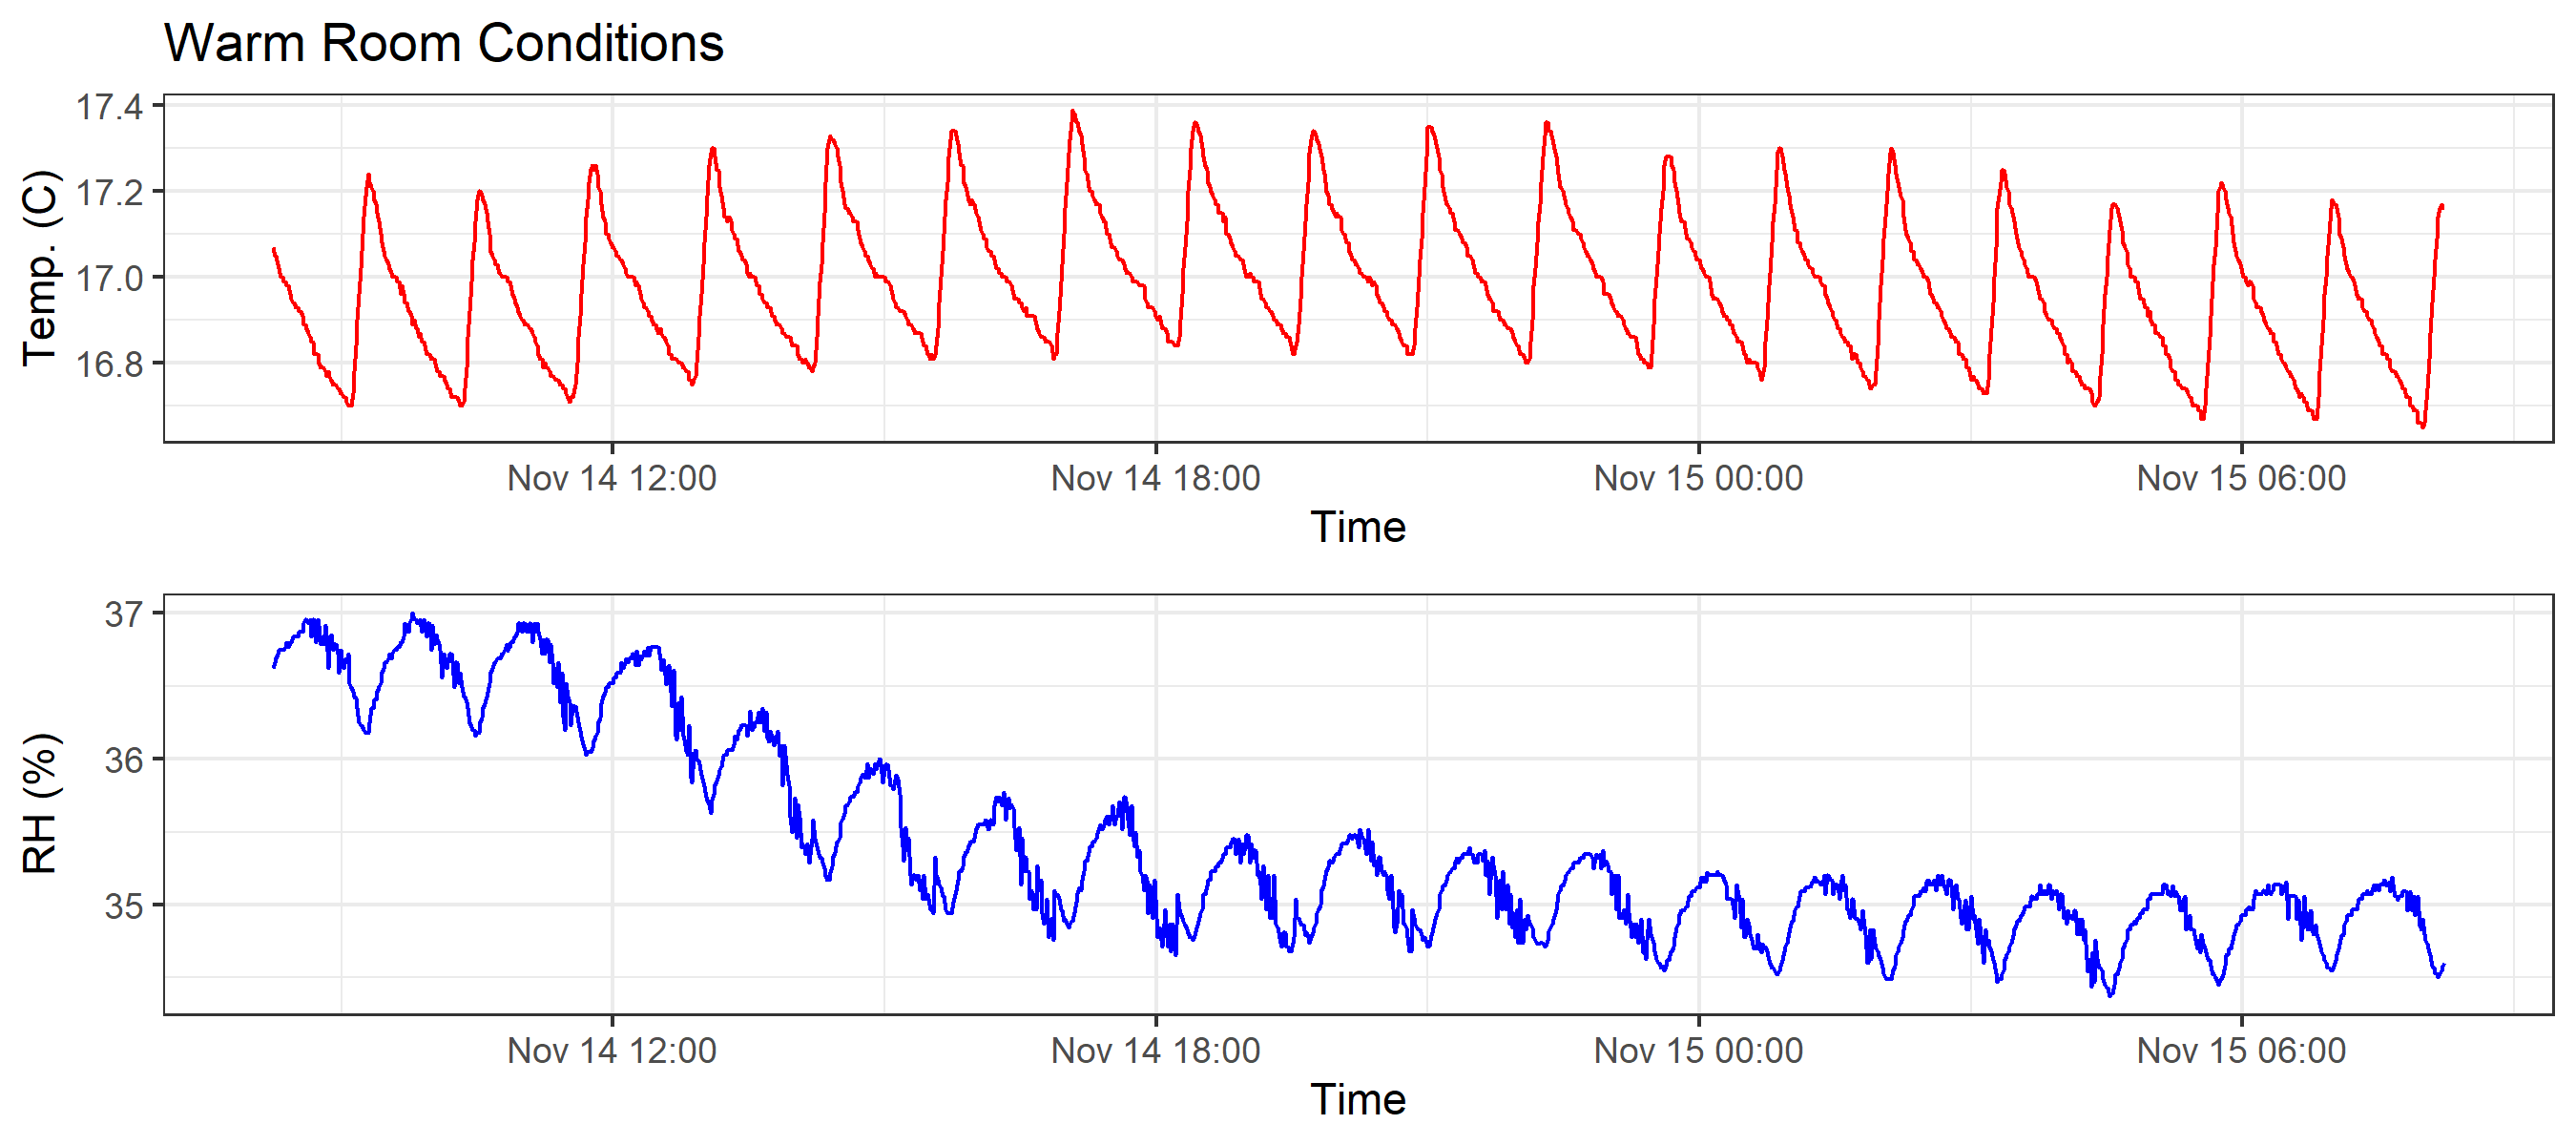 Warm Room Conditions
Temp. (C)
17.4
17.2
17.0
16.8
Nov 14 12:00 Nov 14 18:00 Nov 15 00:00 Nov 15 06:00
Time
RH (%)
37
36
35
Nov 14 12:00 Nov 14 18:00 Nov 15 00:00 Nov 15 06:00
Time